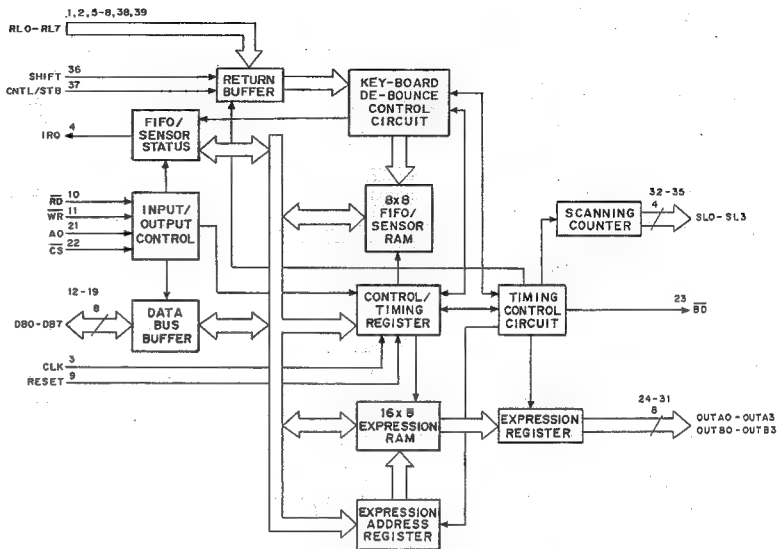 1, 2, 5-8, 38, 39
RL0-RL7
SHIFT 36
CNTL/STB 37
RETURN
BUFFER
KEY-BOARD
DE-BOUNCE
CONTROL
CIRCUIT
FIFO/
SENSOR
STATUS
IRQ 4
RD 10
WR 11
A0 21
CS 22
INPUT/
OUTPUT
CONTROL
8x8
FIFO/
SENSOR
RAM
32-35
4
SCANNING
COUNTER
SL0-SL3
12-19
8
DB0-DB7
DATA
BUS
BUFFER
CONTROL/
TIMING
REGISTER
TIMING
CONTROL
CIRCUIT
23
BD
CLK 3
RESET 9
16x8
EXPRESSION
RAM
EXPRESSION
REGISTER
24-31
8
OUTA0-OUTA3
OUTB0-OUTB3
EXPRESSION
ADDRESS
REGISTER